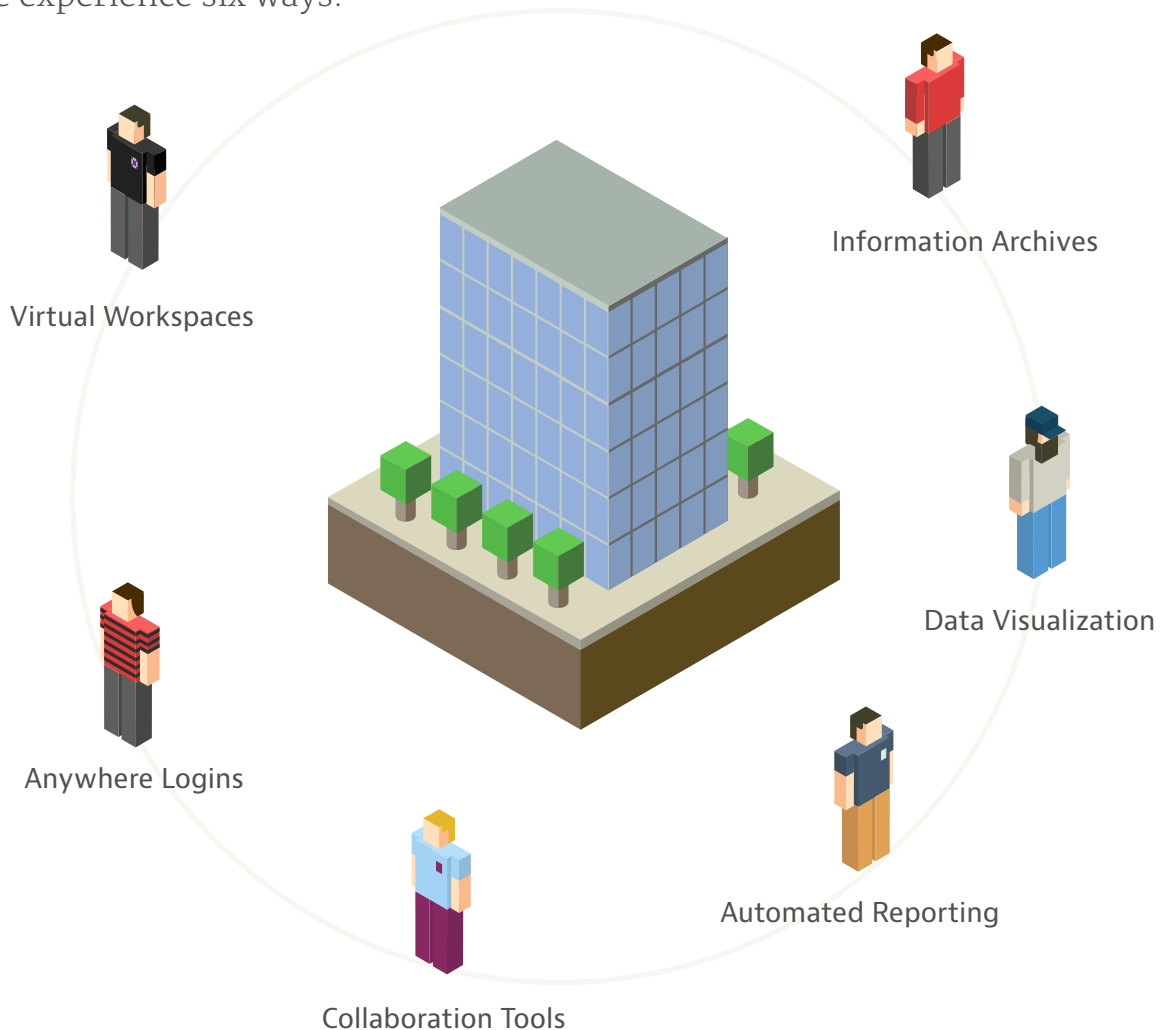 experience six ways.
Information Archives
Virtual Workspaces
Data Visualization
Anywhere Logins
Automated Reporting
Collaboration Tools